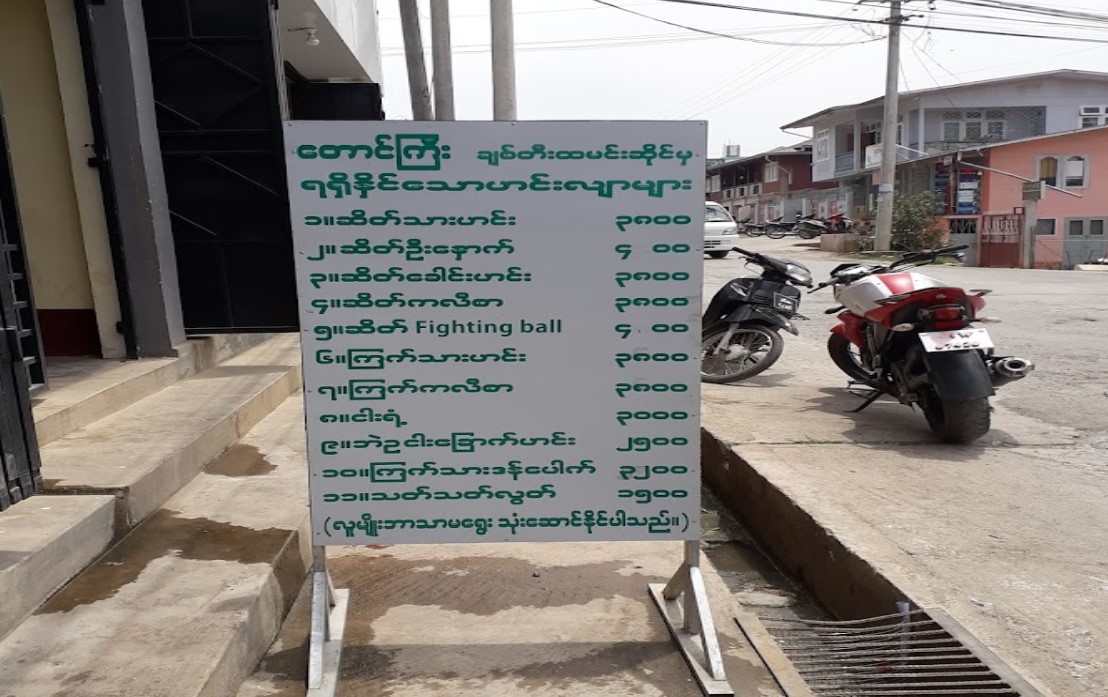 တောင်ကြီး ချစ်တီးထမင်းဆိုင်မှ
ရရှိနိုင်သောဟင်းလျာများ
၁။ဆိတ်သားဟင်း ၃၈၀၀
၂။ဆိတ်ဦးနှောက် ၄ ၀၀
၃။ဆိတ်ခေါင်းဟင်း ၃၈၀၀
၄။ဆိတ်ကလီစာ ၃၈၀၀
၅။ဆိတ် Fighting ball ၄ ၀၀
၆။ကြက်သားဟင်း ၃၈၀၀
၇။ကြက်ကလီစာ ၃၈၀၀
၈။ငါးရံ့ ၃၀၀၀
၉။ဘဲဥငါးခြောက်ဟင်း ၂၅၀၀
၁၀။ကြက်သားဒန်ပေါက် ၃၂၀၀
၁၁။သတ်သတ်လွတ် ၁၅၀၀
(လူမျိုးဘာသာမရွေး သုံးဆောင်နိုင်ပါသည်။)